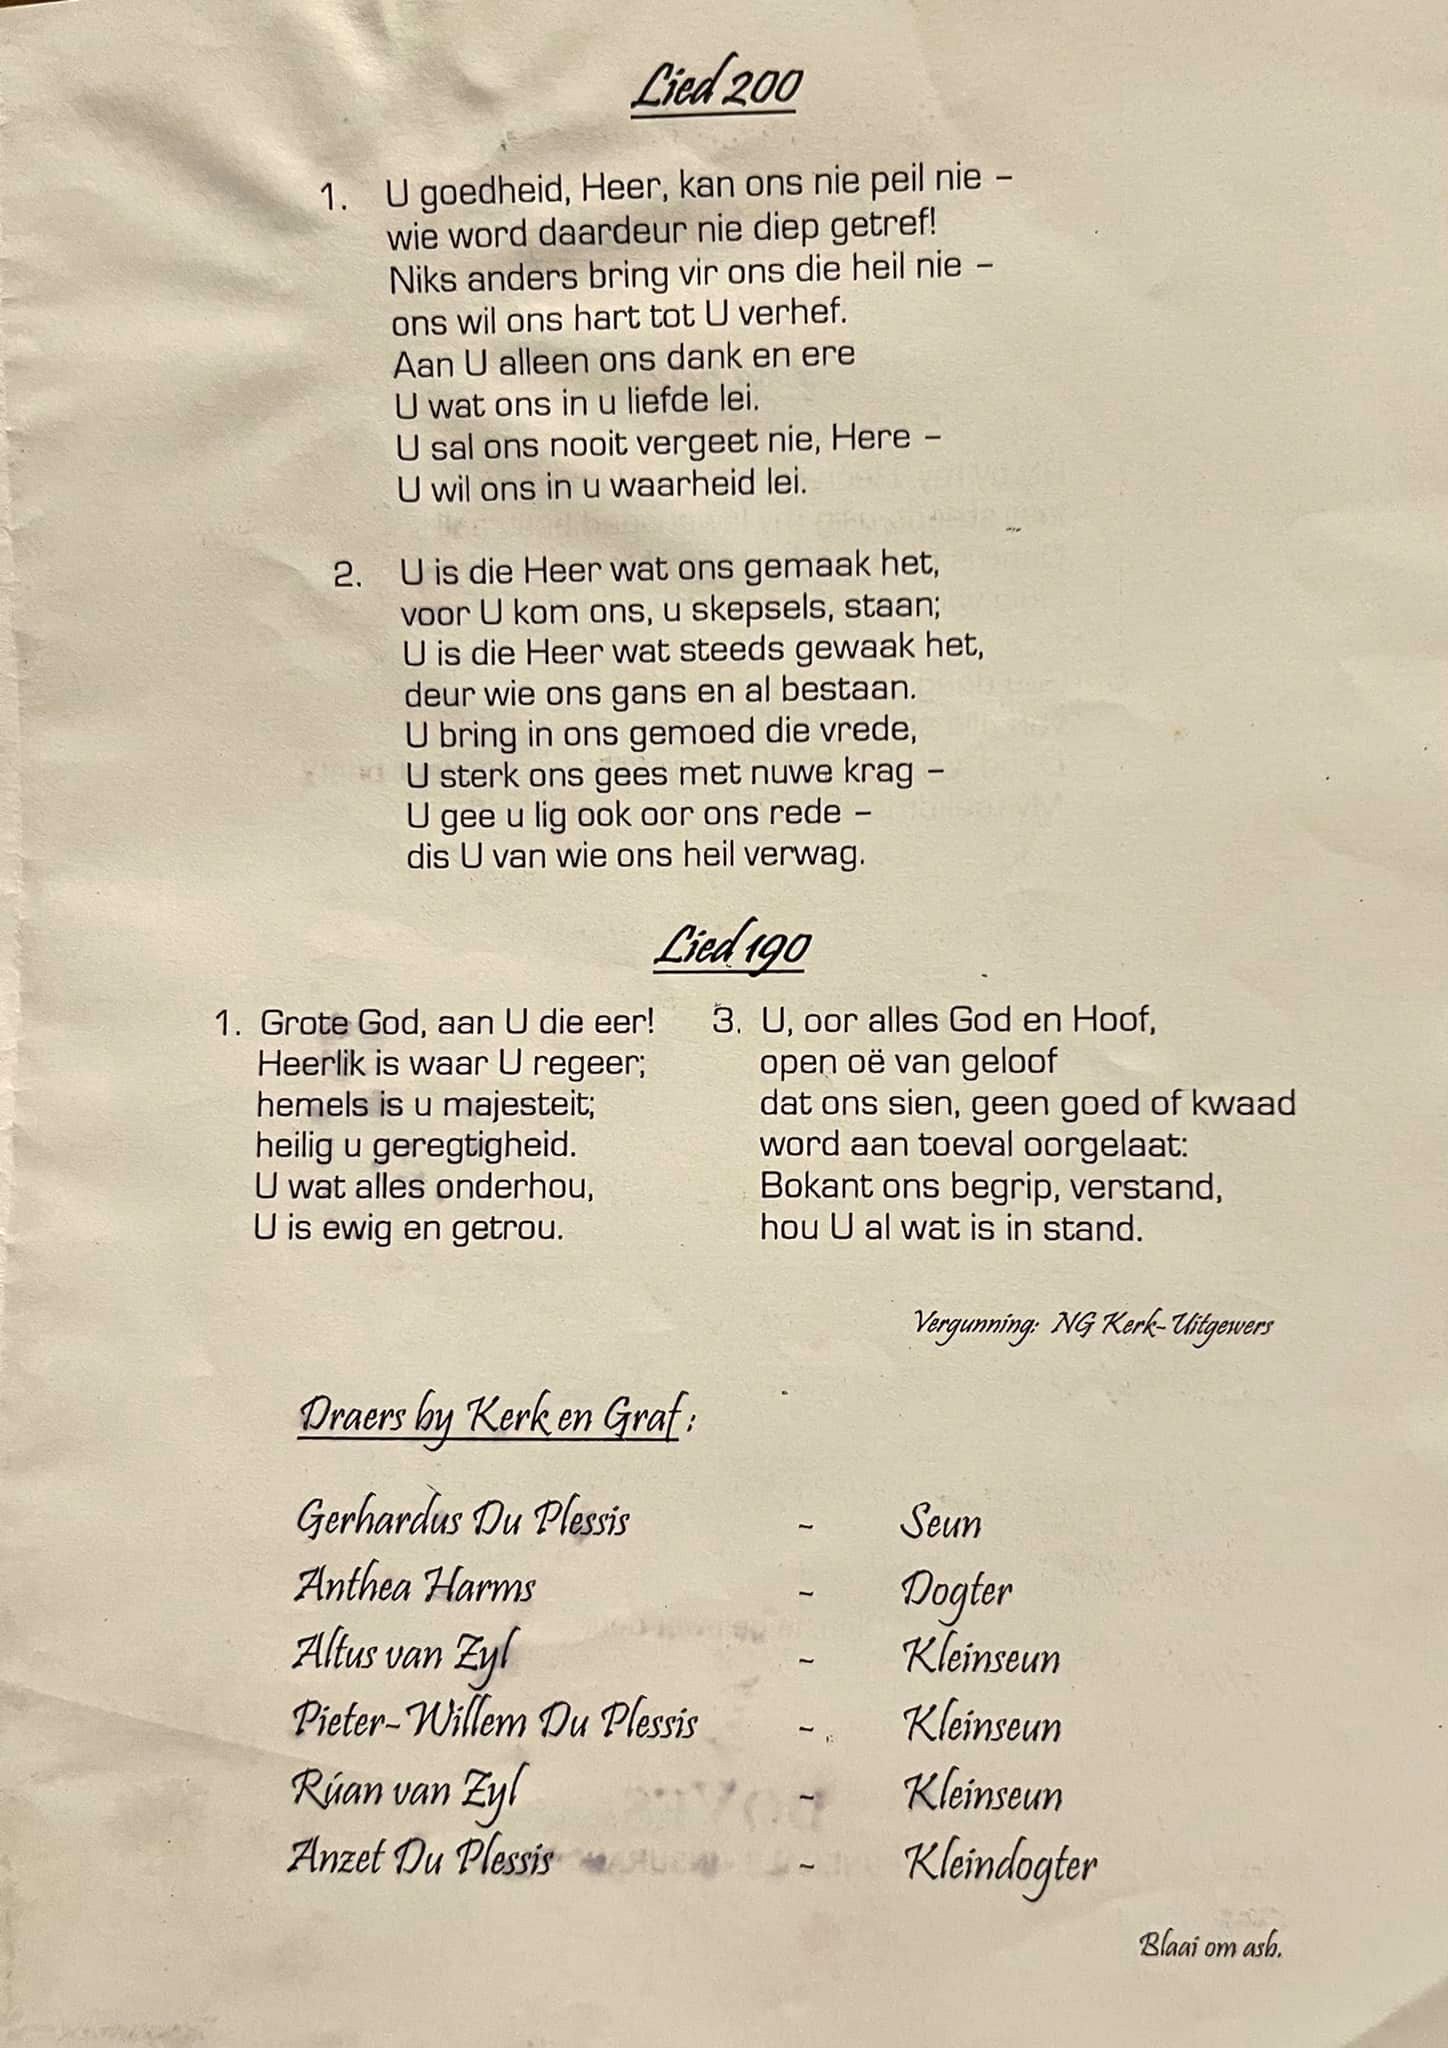 Lied 200
1. U goedheid, Heer, kan ons nie peil nie –
wie word daardeur nie diep getref!
Niks anders bring vir ons die heil nie –
ons wil ons hart tot U verhef.
Aan U alleen ons dank en ere
U wat ons in u liefde lei.
U sal ons nooit vergeet nie, Here –
U wil ons in u waarheid lei.
2. U is die Heer wat ons gemaak het,
voor U kom ons, u skepsels, staan;
U is die Heer wat steeds gewaak het,
deur wie ons gans en al bestaan.
U bring in ons gemoed die vrede,
U sterk ons gees met nuwe krag –
U gee u lig ook oor ons rede –
dis U van wie ons heil verwag.
Lied 190
1. Grote God, aan U die eer!
Heerlik is waar U regeer;
hemels is u majesteit;
heilig u geregtigheid.
U wat alles onderhou,
U is ewig en getrou.
3. U, oor alles God en Hoof,
open oë van geloof
dat ons sien, geen goed of kwaad
word aan toeval oorgelaat:
Bokant ons begrip, verstand,
hou U al wat is in stand.
Vergunning: NG Kerk-Uitgewers
Draers by Kerk en Graf:
Gerhardus Du Plessis - Seun
Anthea Harms - Dogter
Altus van Zyl - Kleinseun
Pieter-Willem Du Plessis - Kleinseun
Rúan van Zyl - Kleinseun
Anzet Du Plessis - Kleindogter
Blaai om asb.